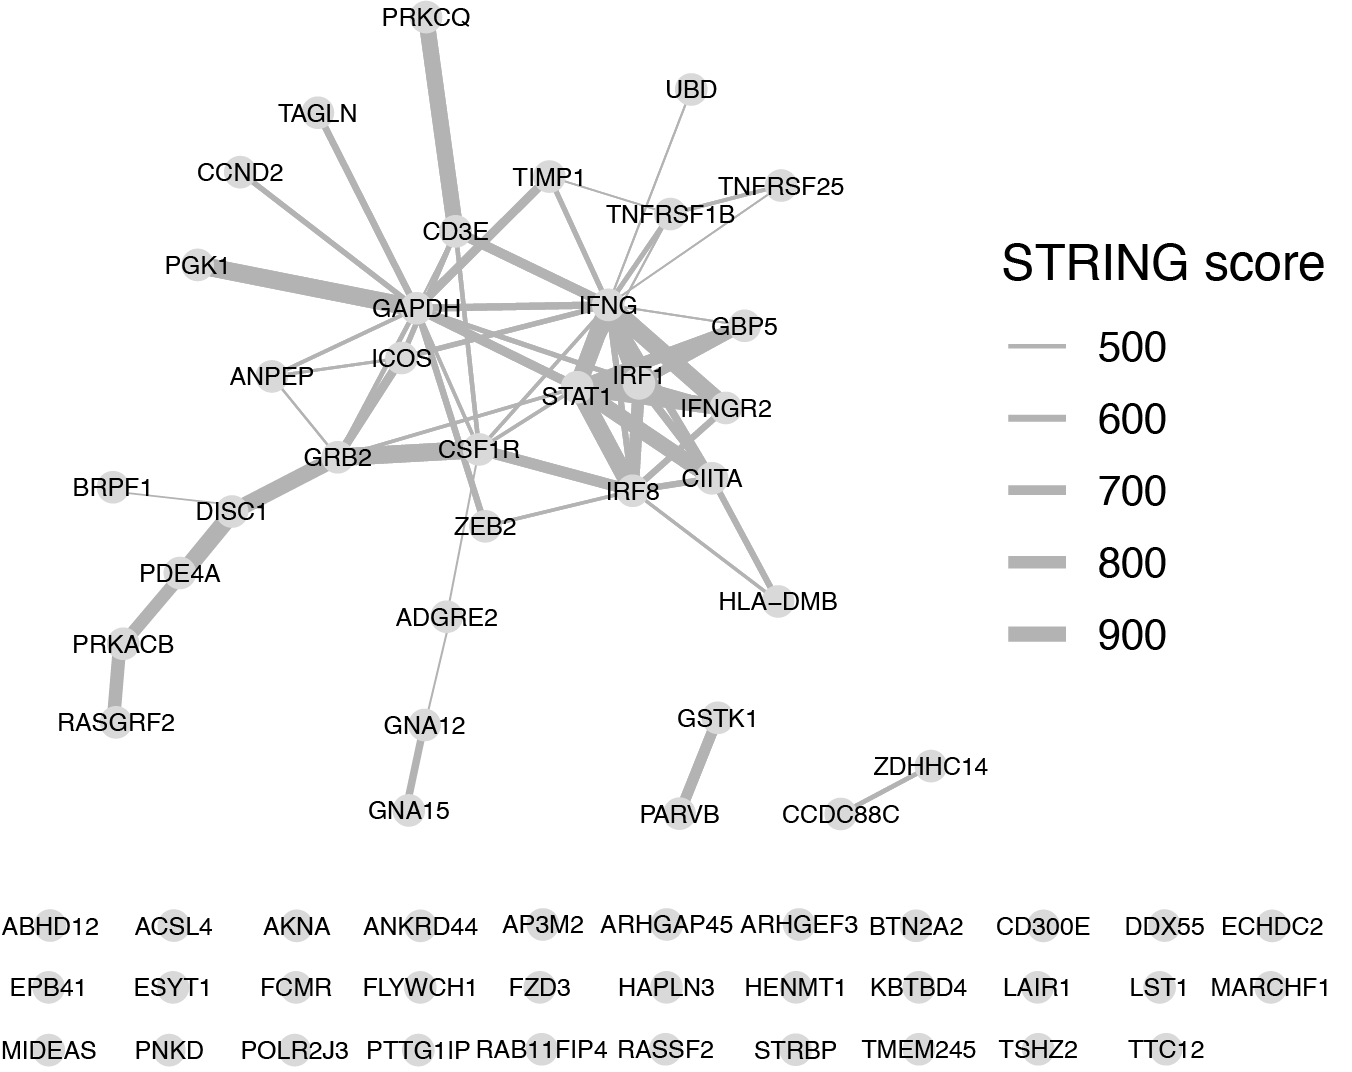 PRKCQ
UBD
TAGLN
CCND2
TIMP1
TNFRSF25
TNFRSF1B
CD3E
PGK1
STRING score
GAPDH
IFNG
GBP5
500
ICOS
ANPEP
IRF1
STAT1
IFNGR2
600
GRB2
CSF1R
CIITA
BRPF1
IRF8
700
DISC1
ZEB2
PDE4A
800
HLA-DMB
ADGRE2
900
PRKACB
RASGRF2
GNA12
GSTK1
ZDHHC14
GNA15
PARVB
CCDC88C
ABHD12 ACSL4 AKNA ANKRD44 AP3M2 ARHGAP45 ARHGEF3 BTN2A2 CD300E DDX55 ECHDC2
EPB41 ESYT1 FCMR FLYWCH1 FZD3 HAPLN3 HENMT1 KBTBD4 LAIR1 LST1 MARCHF1
MIDEAS PNKD POLR2J3 PTTG1IP RAB11FIP4 RASSF2 STRBP TMEM245 TSHZ2 TTC12